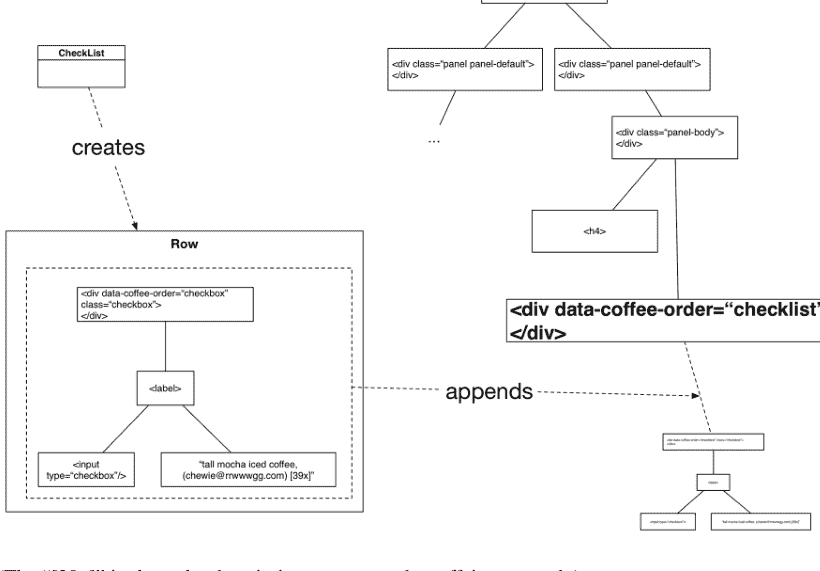 CheckList
<div class="panel panel-default">
</div>
<div class="panel panel-default">
</div>
...
creates
<div class="panel-body">
</div>
<h4>
Row
<div data-coffee-order="checkbox"
class="checkbox">
</div>
<div data-coffee-order="checklist"
</div>
<label>
appends
<input
type="checkbox"/>
"tall mocha iced coffee,
(chewie@rrwwwgg.com) [39x]"